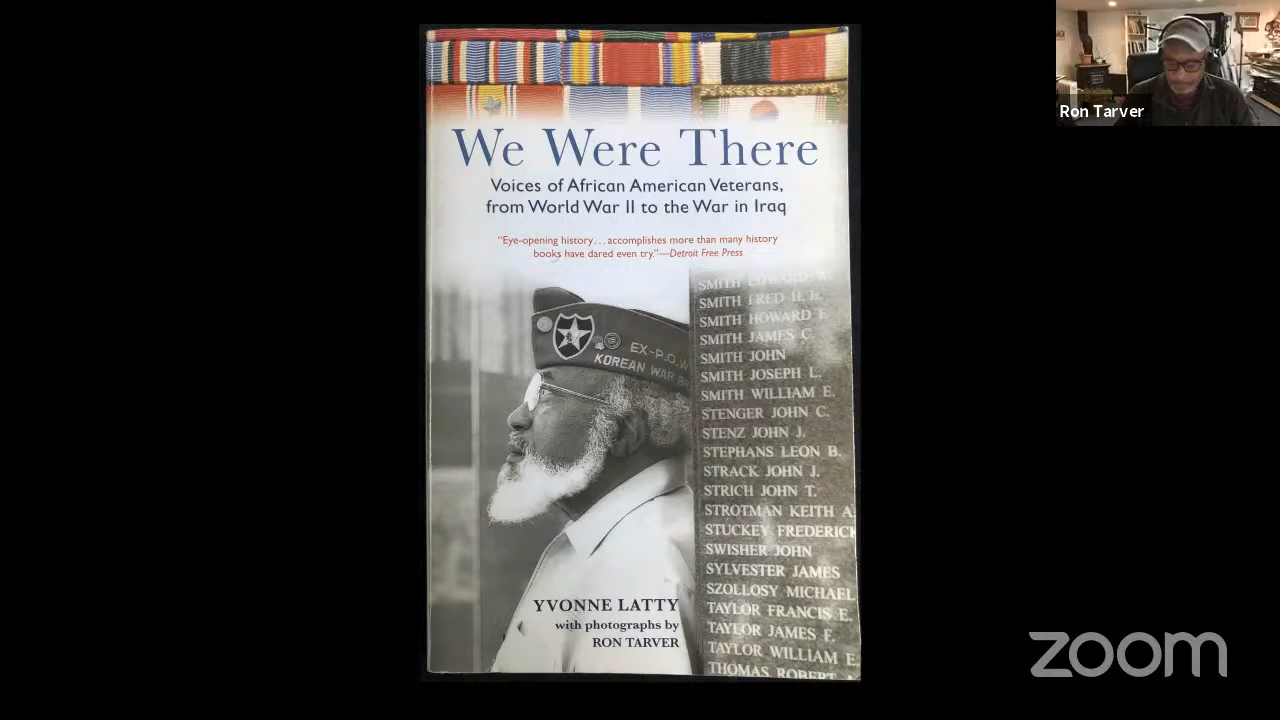 We Were There
Voices of African American Veterans,
from World War II to the War in Iraq
“Eye-opening history...accomplishes more than many history
books have dared even try.”—Detroit Free Press
EX-P.O.W
KOREAN WAR
SMITH EDWARD W.
SMITH FRED H. Jr.
SMITH HOWARD F.
SMITH JAMES C.
SMITH JOHN
SMITH JOSEPH L.
SMITH WILLIAM E.
STENGER JOHN C.
STENZ JOHN J.
STEPHANS LEON B.
STRACK JOHN J.
STRICH JOHN T.
STROTMAN KEITH A.
STUCKEY FREDERICK
SWISHER JOHN
SYLVESTER JAMES
SZOLLOSY MICHAEL
TAYLOR FRANCIS E.
TAYLOR JAMES F.
TAYLOR WILLIAM E.
THOMAS ROBERT
YVONNE LATTY
with photographs by
RON TARVER
Ron Tarver
zoom